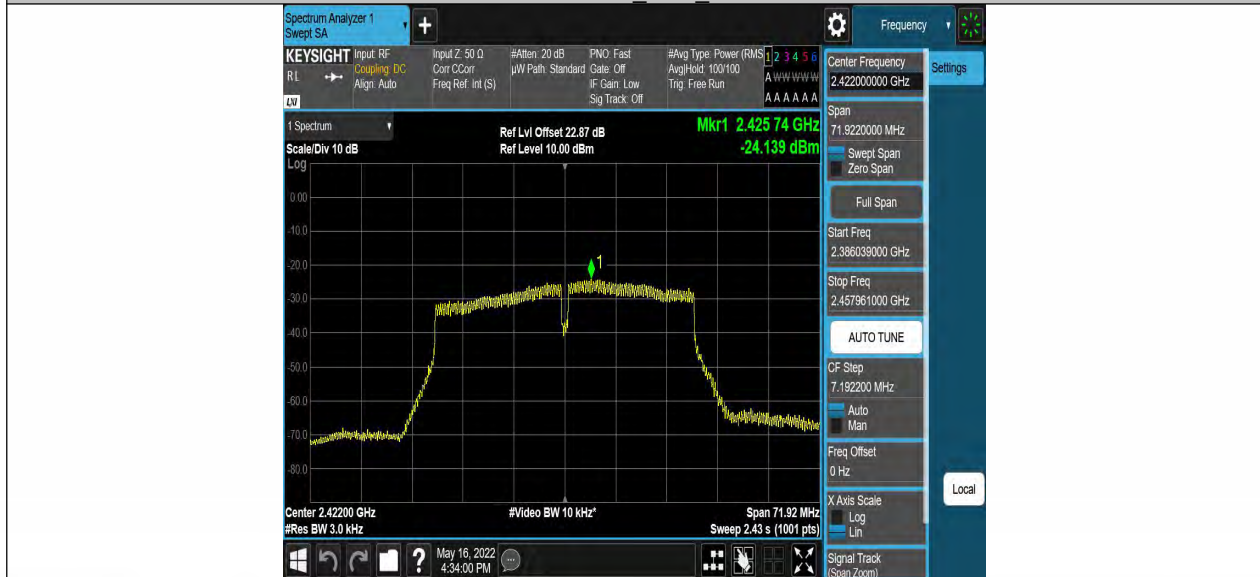 Spectrum Analyzer 1
Swept SA
+
Frequency
KEYSIGHT
Input: RF
Coupling: DC
Align: Auto
Input Z: 50 Ω
Corr CCorr
Freq Ref: Int (S)
#Atten: 20 dB
µW Path: Standard
PNO: Fast
Gate: Off
IF Gain: Low
Sig Track: Off
#Avg Type: Power (RMS
Avg|Hold: 100/100
Trig: Free Run
1 2 3 4 5 6
A W W W W W
A A A A A A
R L
LXI
1 Spectrum
Scale/Div 10 dB
Log
Ref Lvl Offset 22.87 dB
Ref Level 10.00 dBm
Mkr1 2.425 74 GHz
-24.139 dBm
1
0.00
-10.0
-20.0
-30.0
-40.0
-50.0
-60.0
-70.0
-80.0
Center 2.42200 GHz
#Res BW 3.0 kHz
#Video BW 10 kHz*
Span 71.92 MHz
Sweep 2.43 s (1001 pts)
?
May 16, 2022
4:34:00 PM
Center Frequency
2.422000000 GHz
Settings
Span
71.9220000 MHz
Swept Span
Zero Span
Full Span
Start Freq
2.386039000 GHz
Stop Freq
2.457961000 GHz
AUTO TUNE
CF Step
7.192200 MHz
Auto
Man
Freq Offset
0 Hz
Local
X Axis Scale
Log
Lin
Signal Track
(Span Zoom)